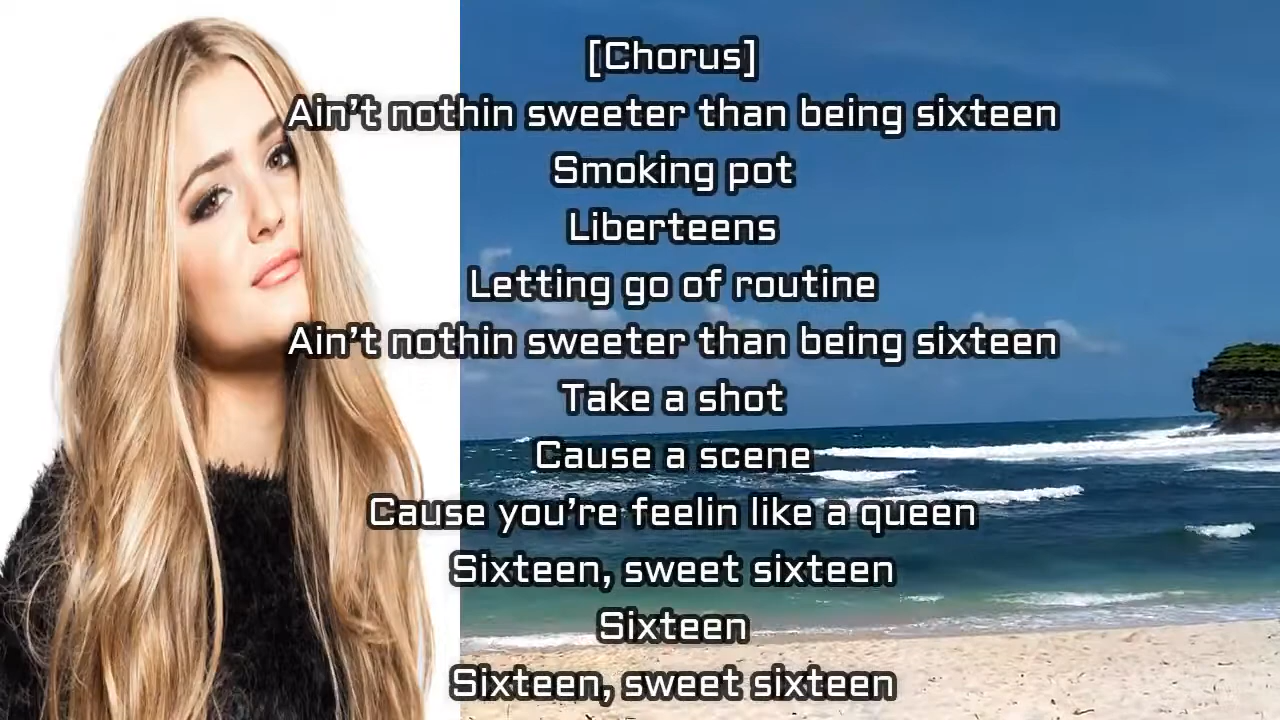 [Chorus]
Ain't nothin sweeter than being sixteen
Smoking pot
Liberteens
Letting go of routine
Ain't nothin sweeter than being sixteen
Take a shot
Cause a scene
Cause you're feelin like a queen
Sixteen, sweet sixteen
Sixteen
Sixteen, sweet sixteen